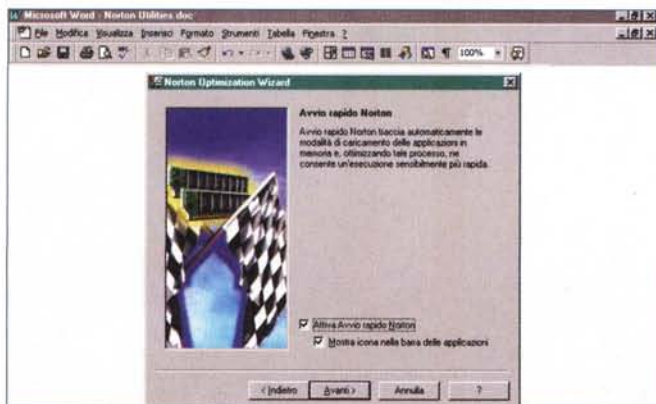 Microsoft Word - Norton Utilities.doc
File Modifica Visualizza Inserisci Formato Strumenti Tabella Finestra ?
100%
Norton Optimization Wizard
Avvio rapido Norton
Avvio rapido Norton traccia automaticamente le
modalità di caricamento delle applicazioni in
memoria e, ottimizzando tale processo, ne
consente un'esecuzione sensibilmente più rapida.
Attiva Avvio rapido Norton
Mostra icona nella barra delle applicazioni
< Indietro Avanti > Annulla ?